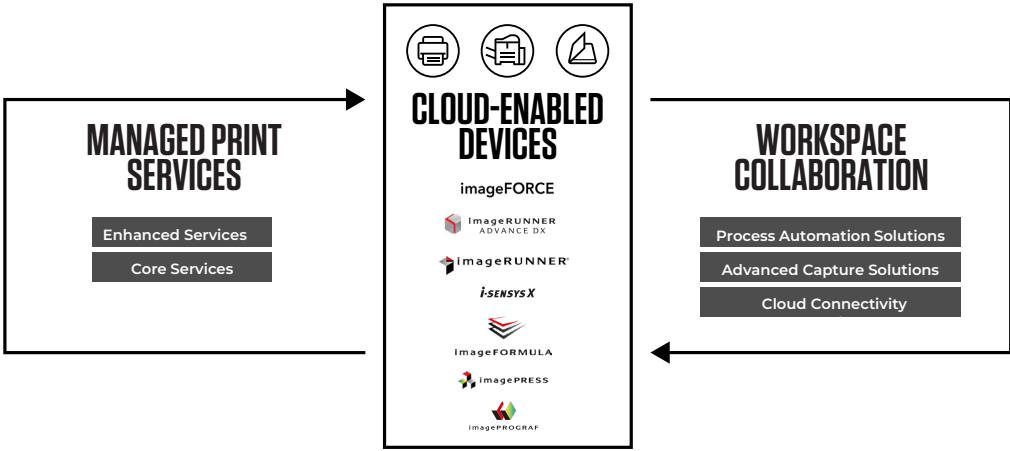 MANAGED PRINT
SERVICES
Enhanced Services
Core Services
CLOUD-ENABLED
DEVICES
imageFORCE
imageRUNNER
ADVANCE DX
imageRUNNER®
i-SENSYS X
imageFORMULA
imagePRESS
imagePROGRAF
WORKSPACE
COLLABORATION
Process Automation Solutions
Advanced Capture Solutions
Cloud Connectivity